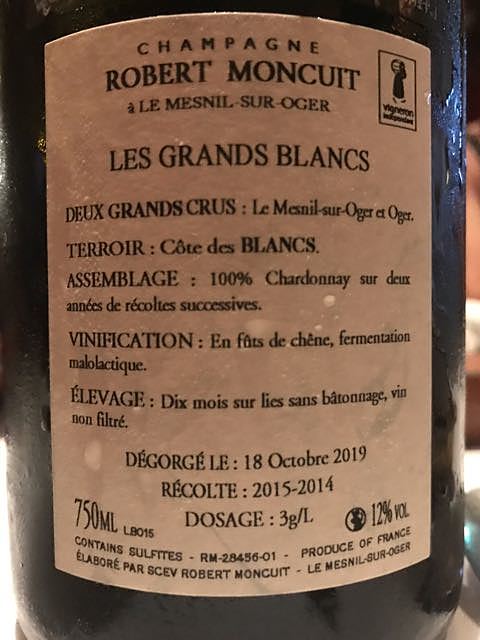 CHAMPAGNE
ROBERT MONCUIT
à LE MESNIL-SUR-OGER
vigneron
indépendant
LES GRANDS BLANCS
DEUX GRANDS CRUS : Le Mesnil-sur-Oger et Oger.
TERROIR : Côte des BLANCS.
ASSEMBLAGE : 100% Chardonnay sur deux
années de récoltes successives.
VINIFICATION : En fûts de chêne, fermentation
malolactique.
ÉLEVAGE : Dix mois sur lies sans bâtonnage, vin
non filtré.
DÉGORGÉ LE : 18 Octobre 2019
RÉCOLTE : 2015-2014
750ML LBO15 DOSAGE : 3g/L 12% VOL
CONTAINS SULFITES - RM-28456-01 - PRODUCE OF FRANCE
ÉLABORÉ PAR SCEV ROBERT MONCUIT - LE MESNIL-SUR-OGER